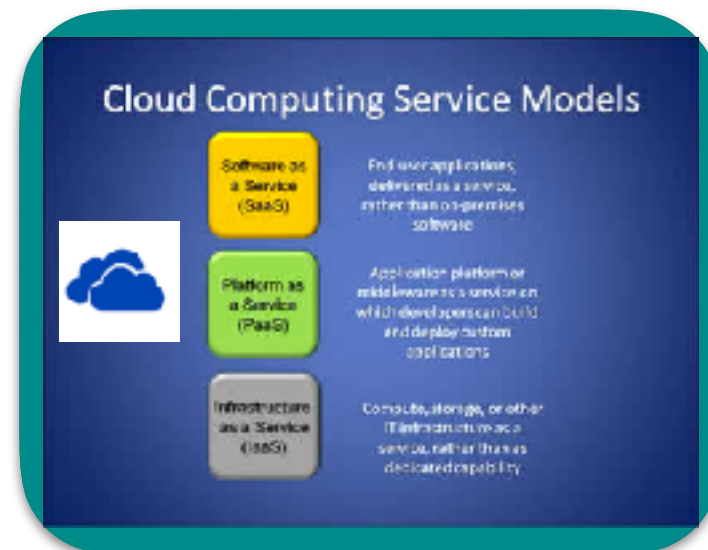 Cloud Computing Service Models
Software as
a Service
(SaaS)
End user applications,
delivered as a service,
rather than on-premises
software
Platform as
a Service
(PaaS)
Application platform or
middleware as a service on
which developers can build
and deploy custom
applications
Infrastructure
as a Service
(IaaS)
Compute, storage, or other
IT infrastructure as a
service, rather than as
dedicated capability